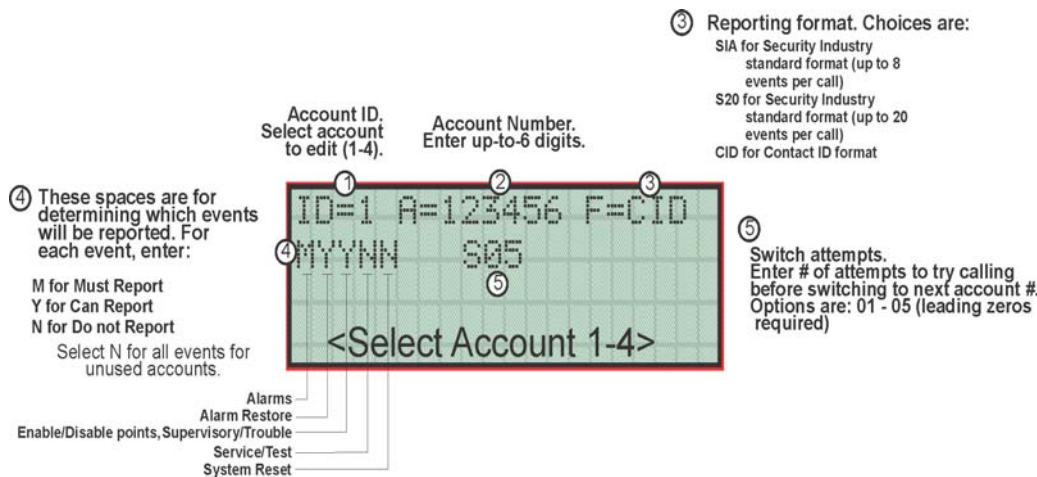 ③ Reporting format. Choices are:
SIA for Security Industry
standard format (up to 8
events per call)
S20 for Security Industry
standard format (up to 20
events per call)
CID for Contact ID format
Account ID.
Select account
to edit (1-4).
Account Number.
Enter up-to-6 digits.
④ These spaces are for
determining which events
will be reported. For
each event, enter:
M for Must Report
Y for Can Report
N for Do not Report
Select N for all events for
unused accounts.
① ② ③
ID=1 A=123456 F=CID
④ MYYNN S05
⑤
<Select Account 1-4>
⑤
Switch attempts.
Enter # of attempts to try calling
before switching to next account #.
Options are: 01 - 05 (leading zeros
required)
Alarms
Alarm Restore
Enable/Disable points, Supervisory/Trouble
Service/Test
System Reset